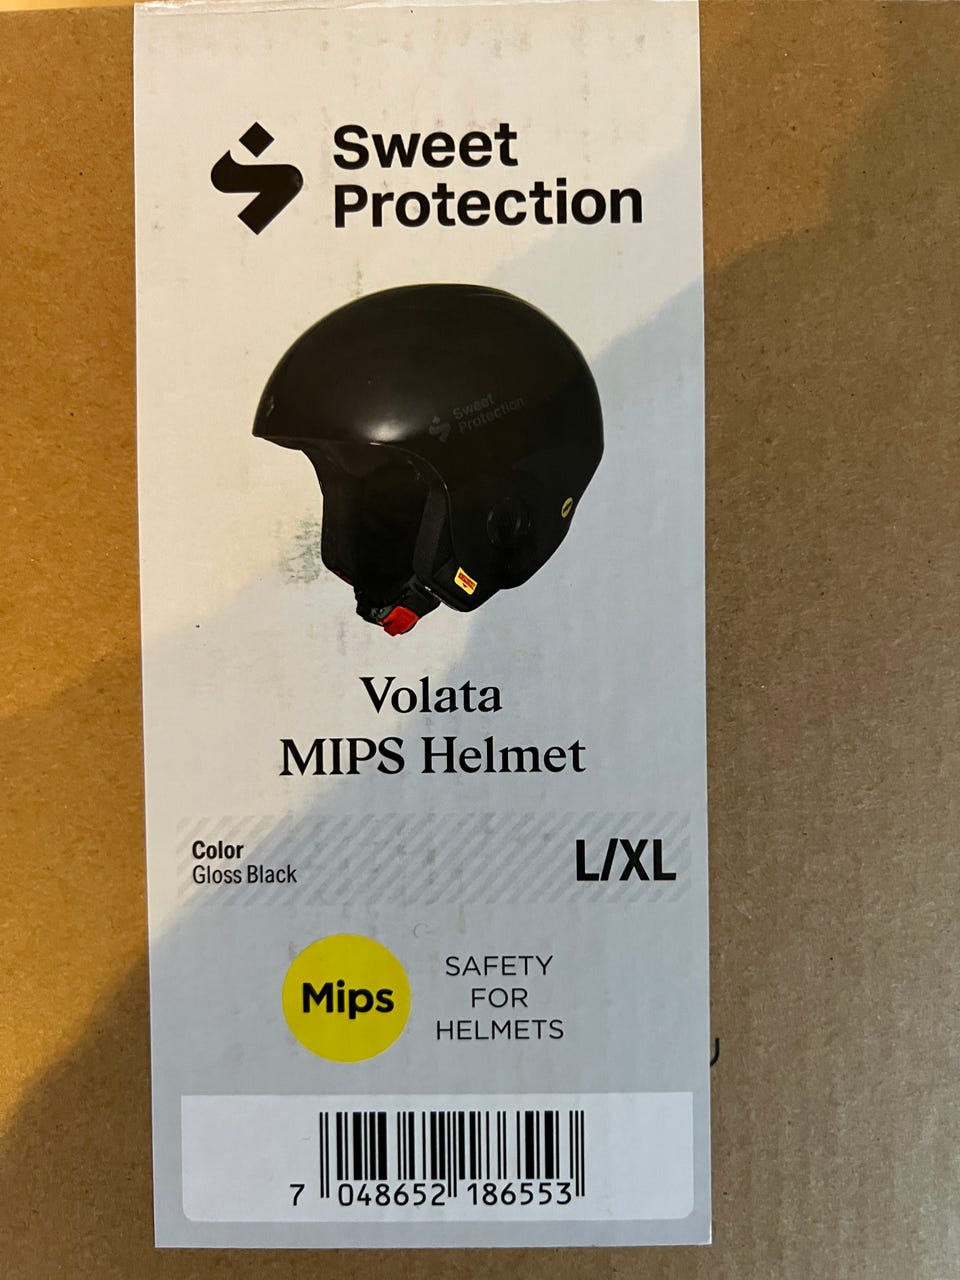 Sweet
Protection
Sweet
Protection
Volata
MIPS Helmet
Color
Gloss Black
L/XL
Mips
SAFETY
FOR
HELMETS
7 048652 186553